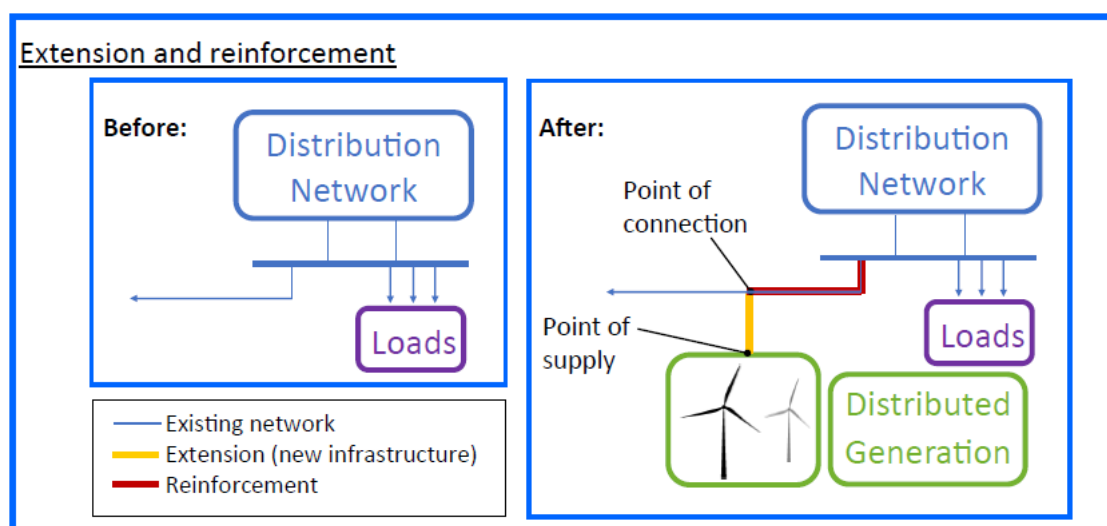 Extension and reinforcement
Before:
Distribution
Network
Loads
Existing network
Extension (new infrastructure)
Reinforcement
After:
Distribution
Network
Point of
connection
Point of
supply
Loads
Distributed
Generation